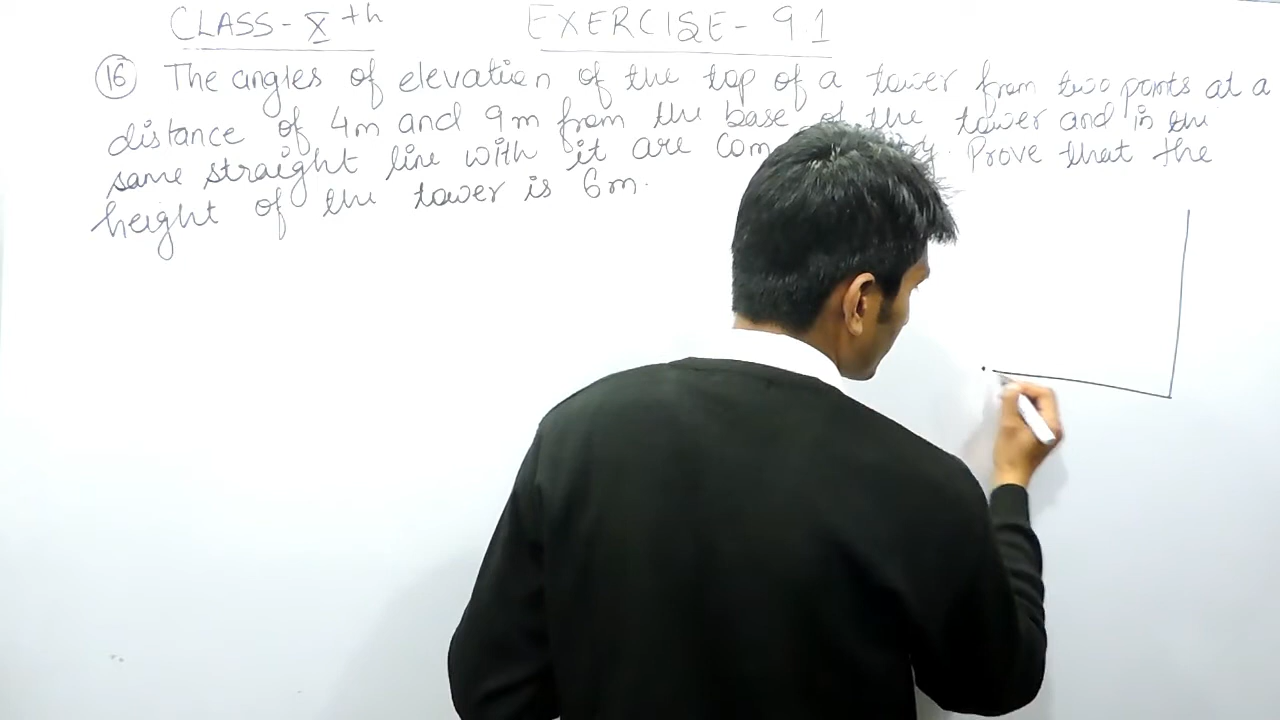 CLASS - Xth EXERCISE - 9.1
16 The angles of elevation of the top of a tower from two points at a
distance of 4m and 9m from the base of the tower and in the
same straight line with it are com Prove that the
height of the tower is 6m.